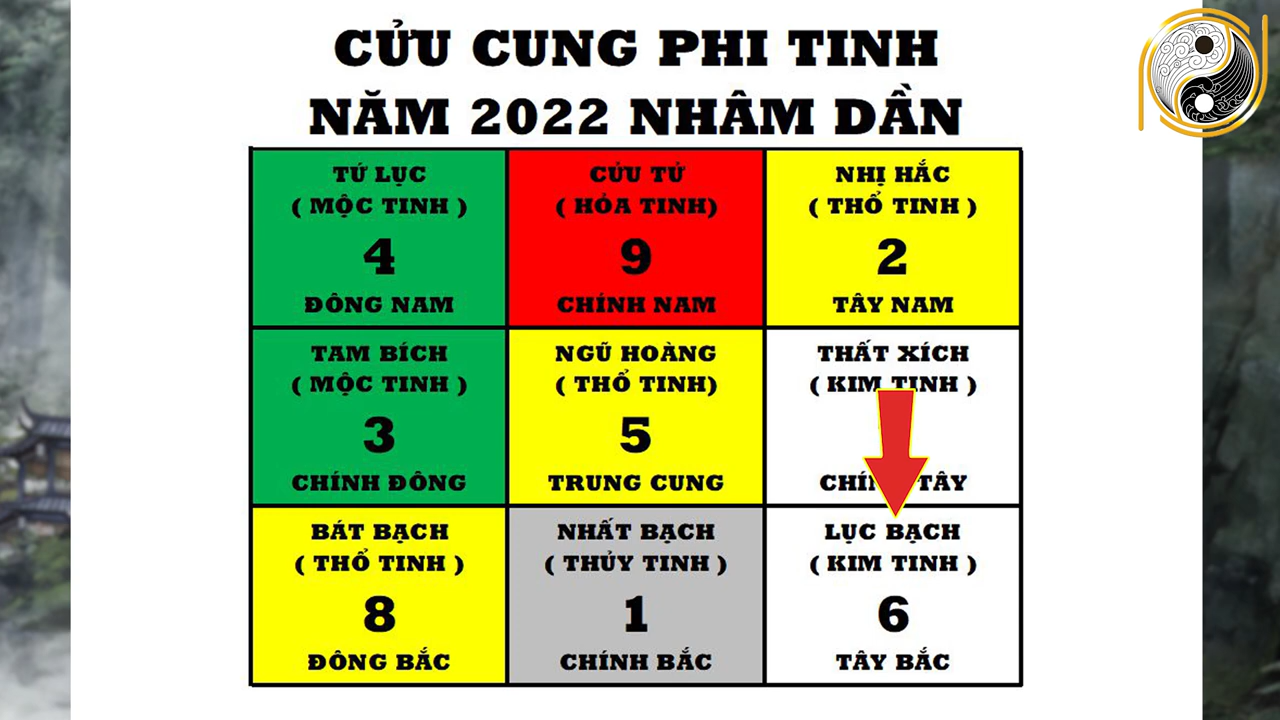 CỬU CUNG PHI TINH
NĂM 2022 NHÂM DẦN
TỨ LỤC
( MỘC TINH )
4
ĐÔNG NAM
CỬU TỬ
( HỎA TINH)
9
CHÍNH NAM
NHỊ HẮC
( THỔ TINH )
2
TÂY NAM
TAM BÍCH
( MỘC TINH )
3
CHÍNH ĐÔNG
NGŨ HOÀNG
( THỔ TINH)
5
TRUNG CUNG
THẤT XÍCH
( KIM TINH )
TÂY
BÁT BẠCH
( THỔ TINH )
8
ĐÔNG BẮC
NHẤT BẠCH
( THỦY TINH )
1
CHÍNH BẮC
LỤC BẠCH
( KIM TINH )
6
TÂY BẮC